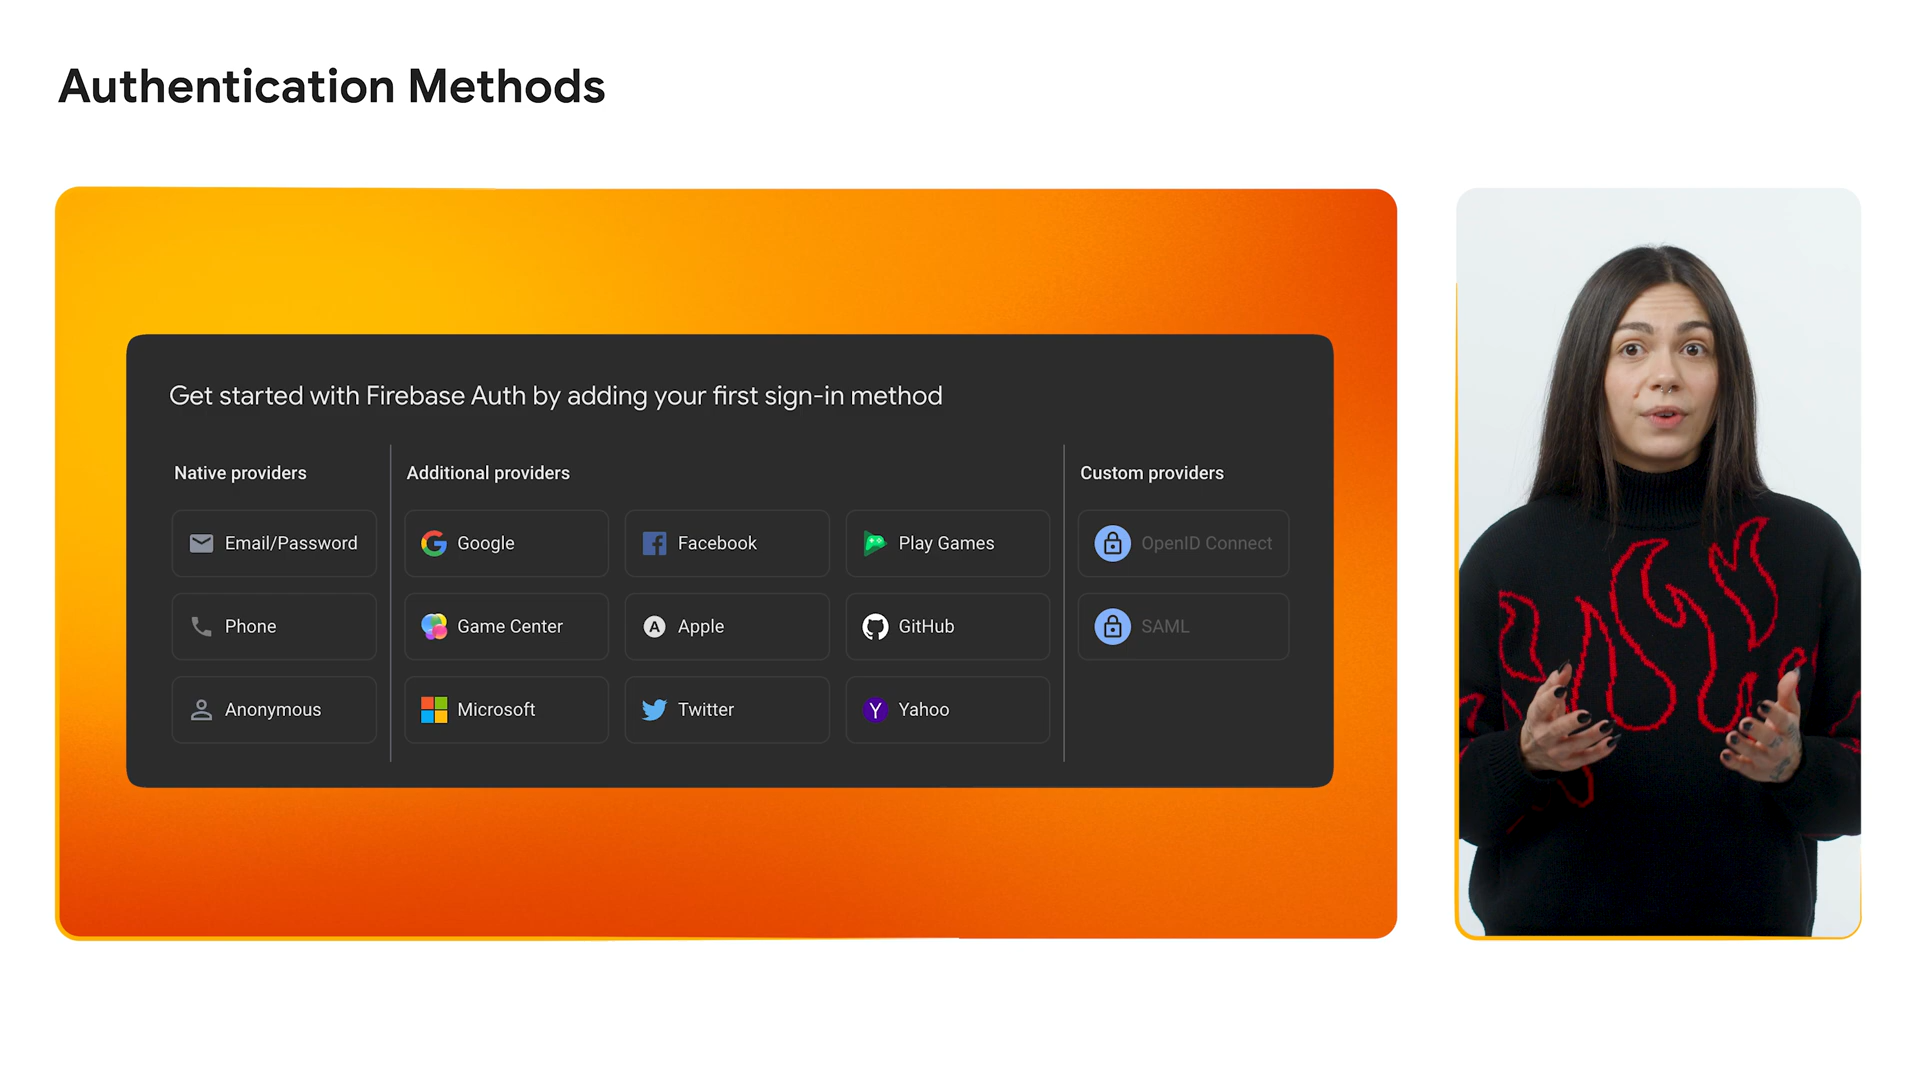 Authentication Methods
Get started with Firebase Auth by adding your first sign-in method
Native providers
Email/Password
Phone
Anonymous
Additional providers
Google
Facebook
Play Games
Game Center
Apple
GitHub
Microsoft
Twitter
Yahoo
Custom providers
OpenID Connect
SAML